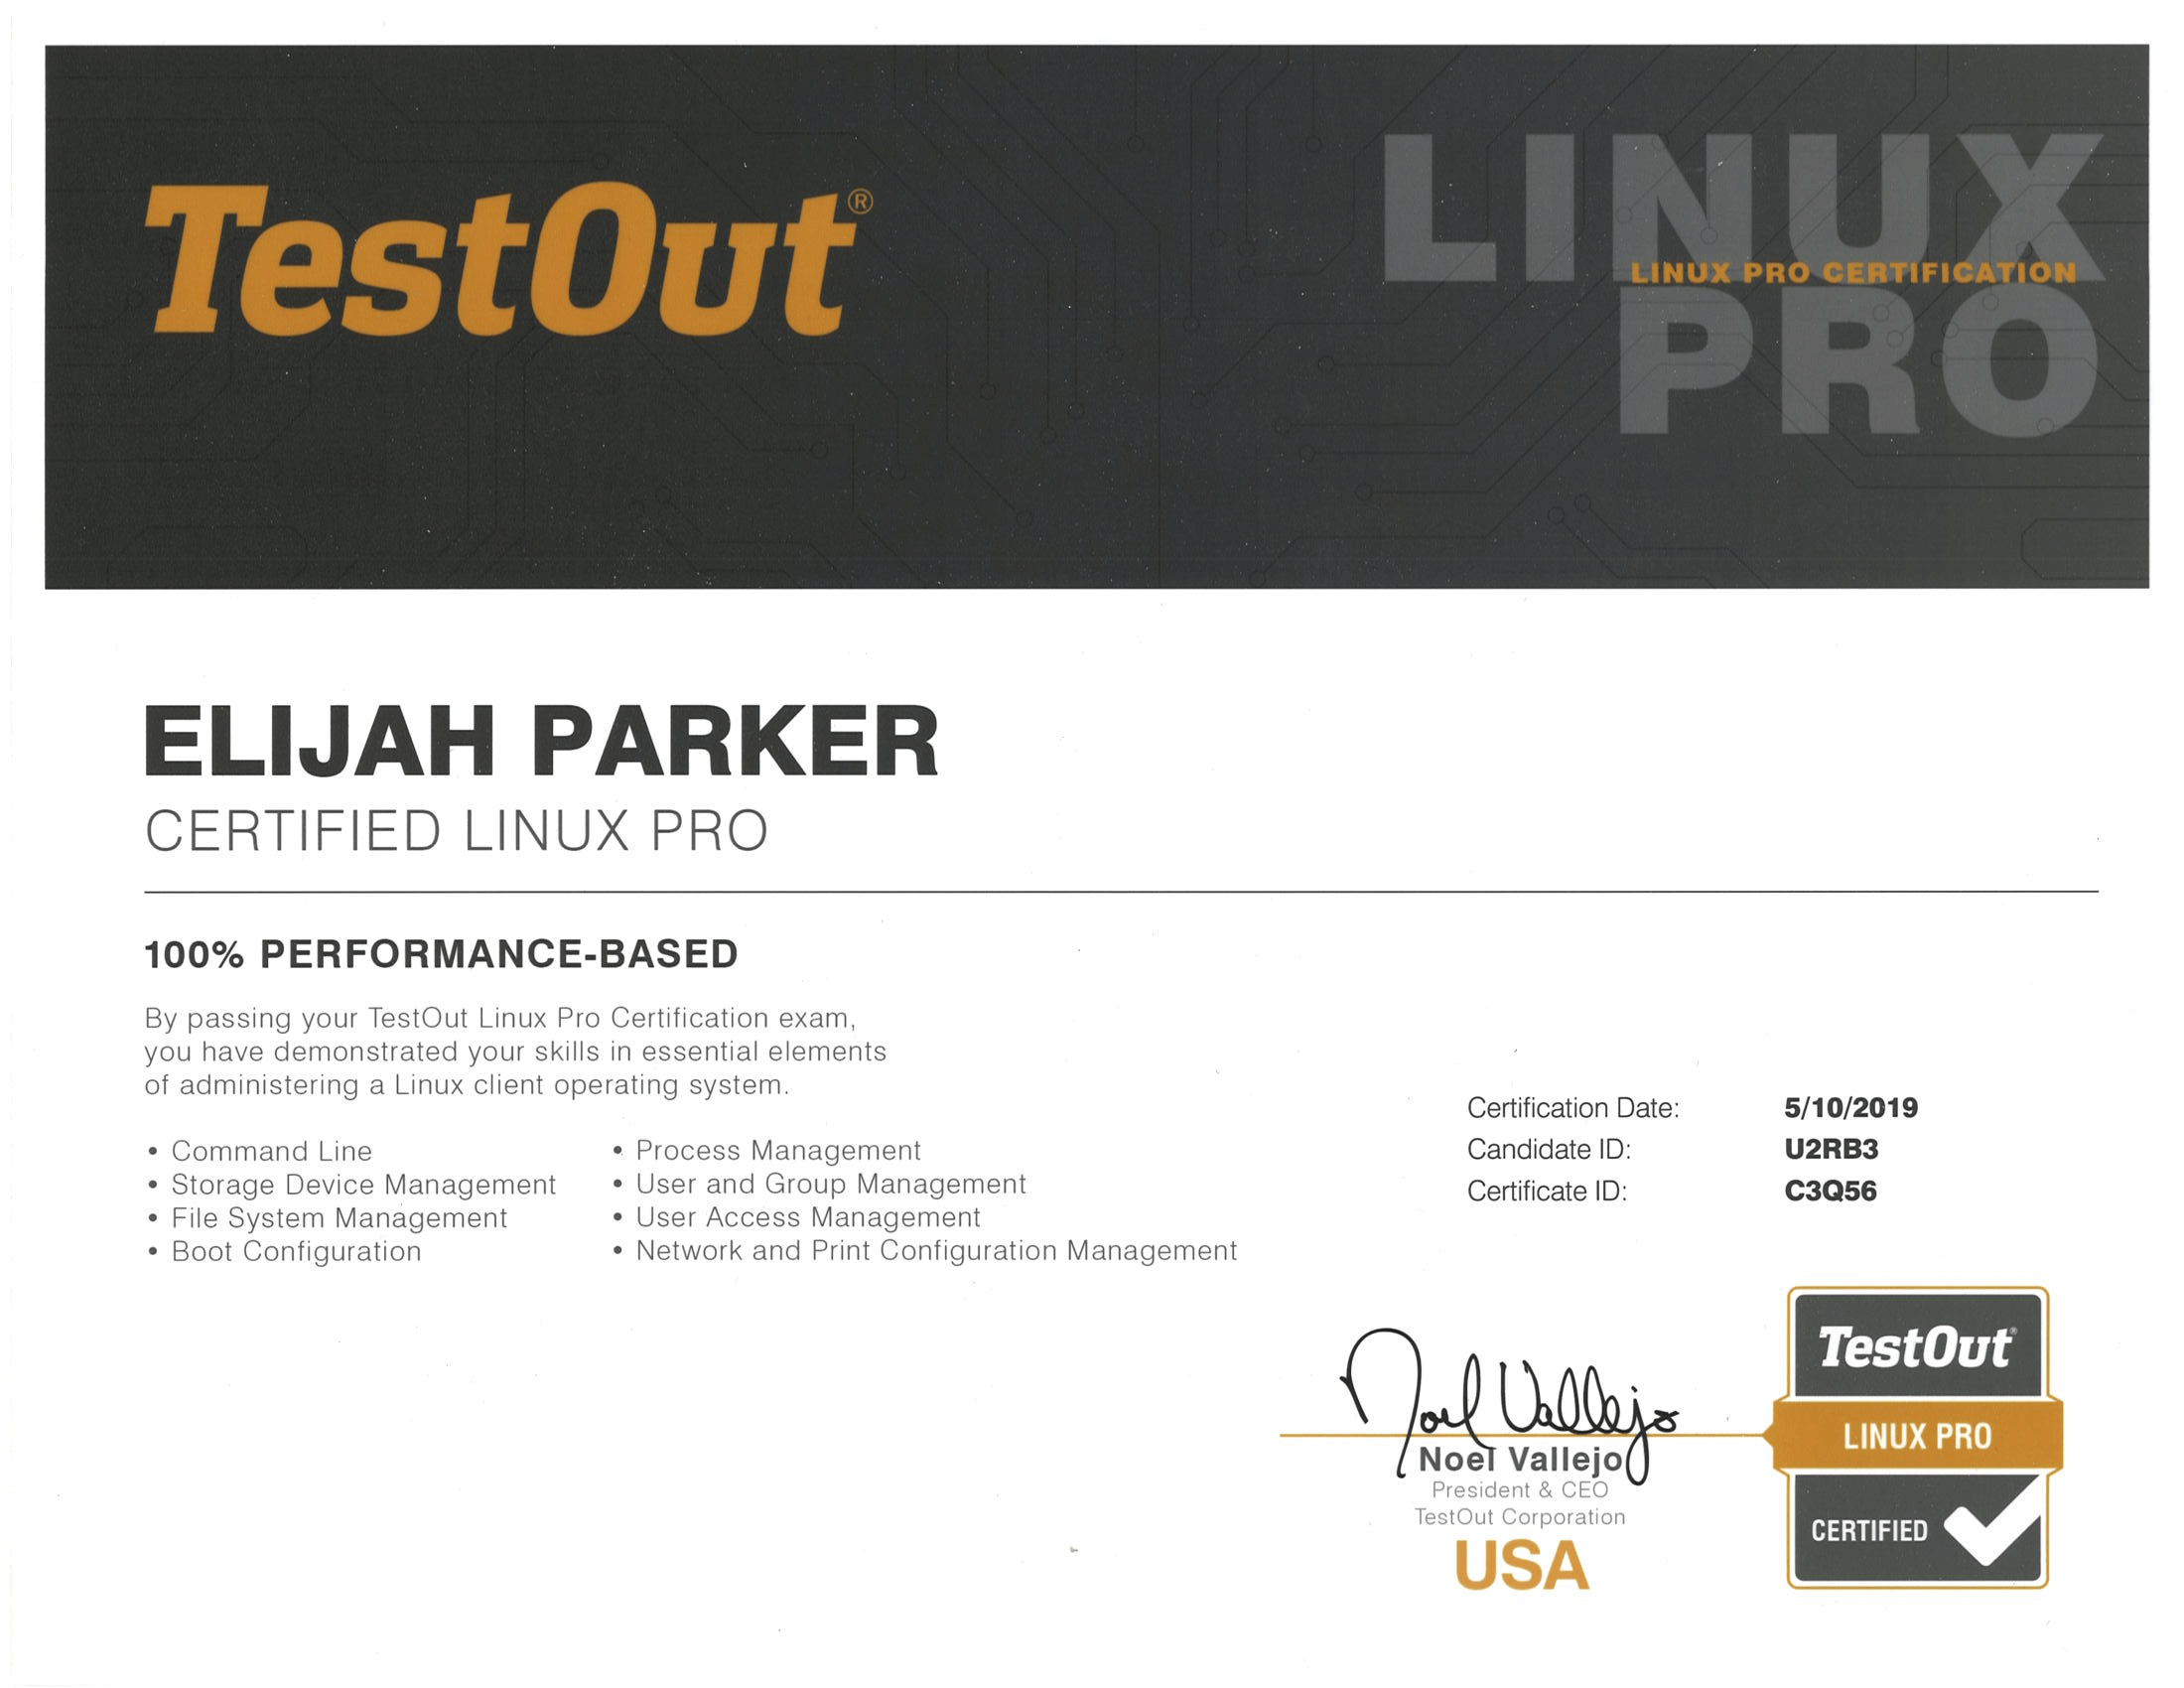 TestOut®
LINUX
LINUX PRO CERTIFICATION
PRO
ELIJAH PARKER
CERTIFIED LINUX PRO
100% PERFORMANCE-BASED
By passing your TestOut Linux Pro Certification exam,
you have demonstrated your skills in essential elements
of administering a Linux client operating system.
• Command Line
• Storage Device Management
• File System Management
• Boot Configuration
• Process Management
• User and Group Management
• User Access Management
• Network and Print Configuration Management
Certification Date: 5/10/2019
Candidate ID: U2RB3
Certificate ID: C3Q56
Noel Vallejo
Noel Vallejo
President & CEO
TestOut Corporation
USA
TestOut®
LINUX PRO
CERTIFIED